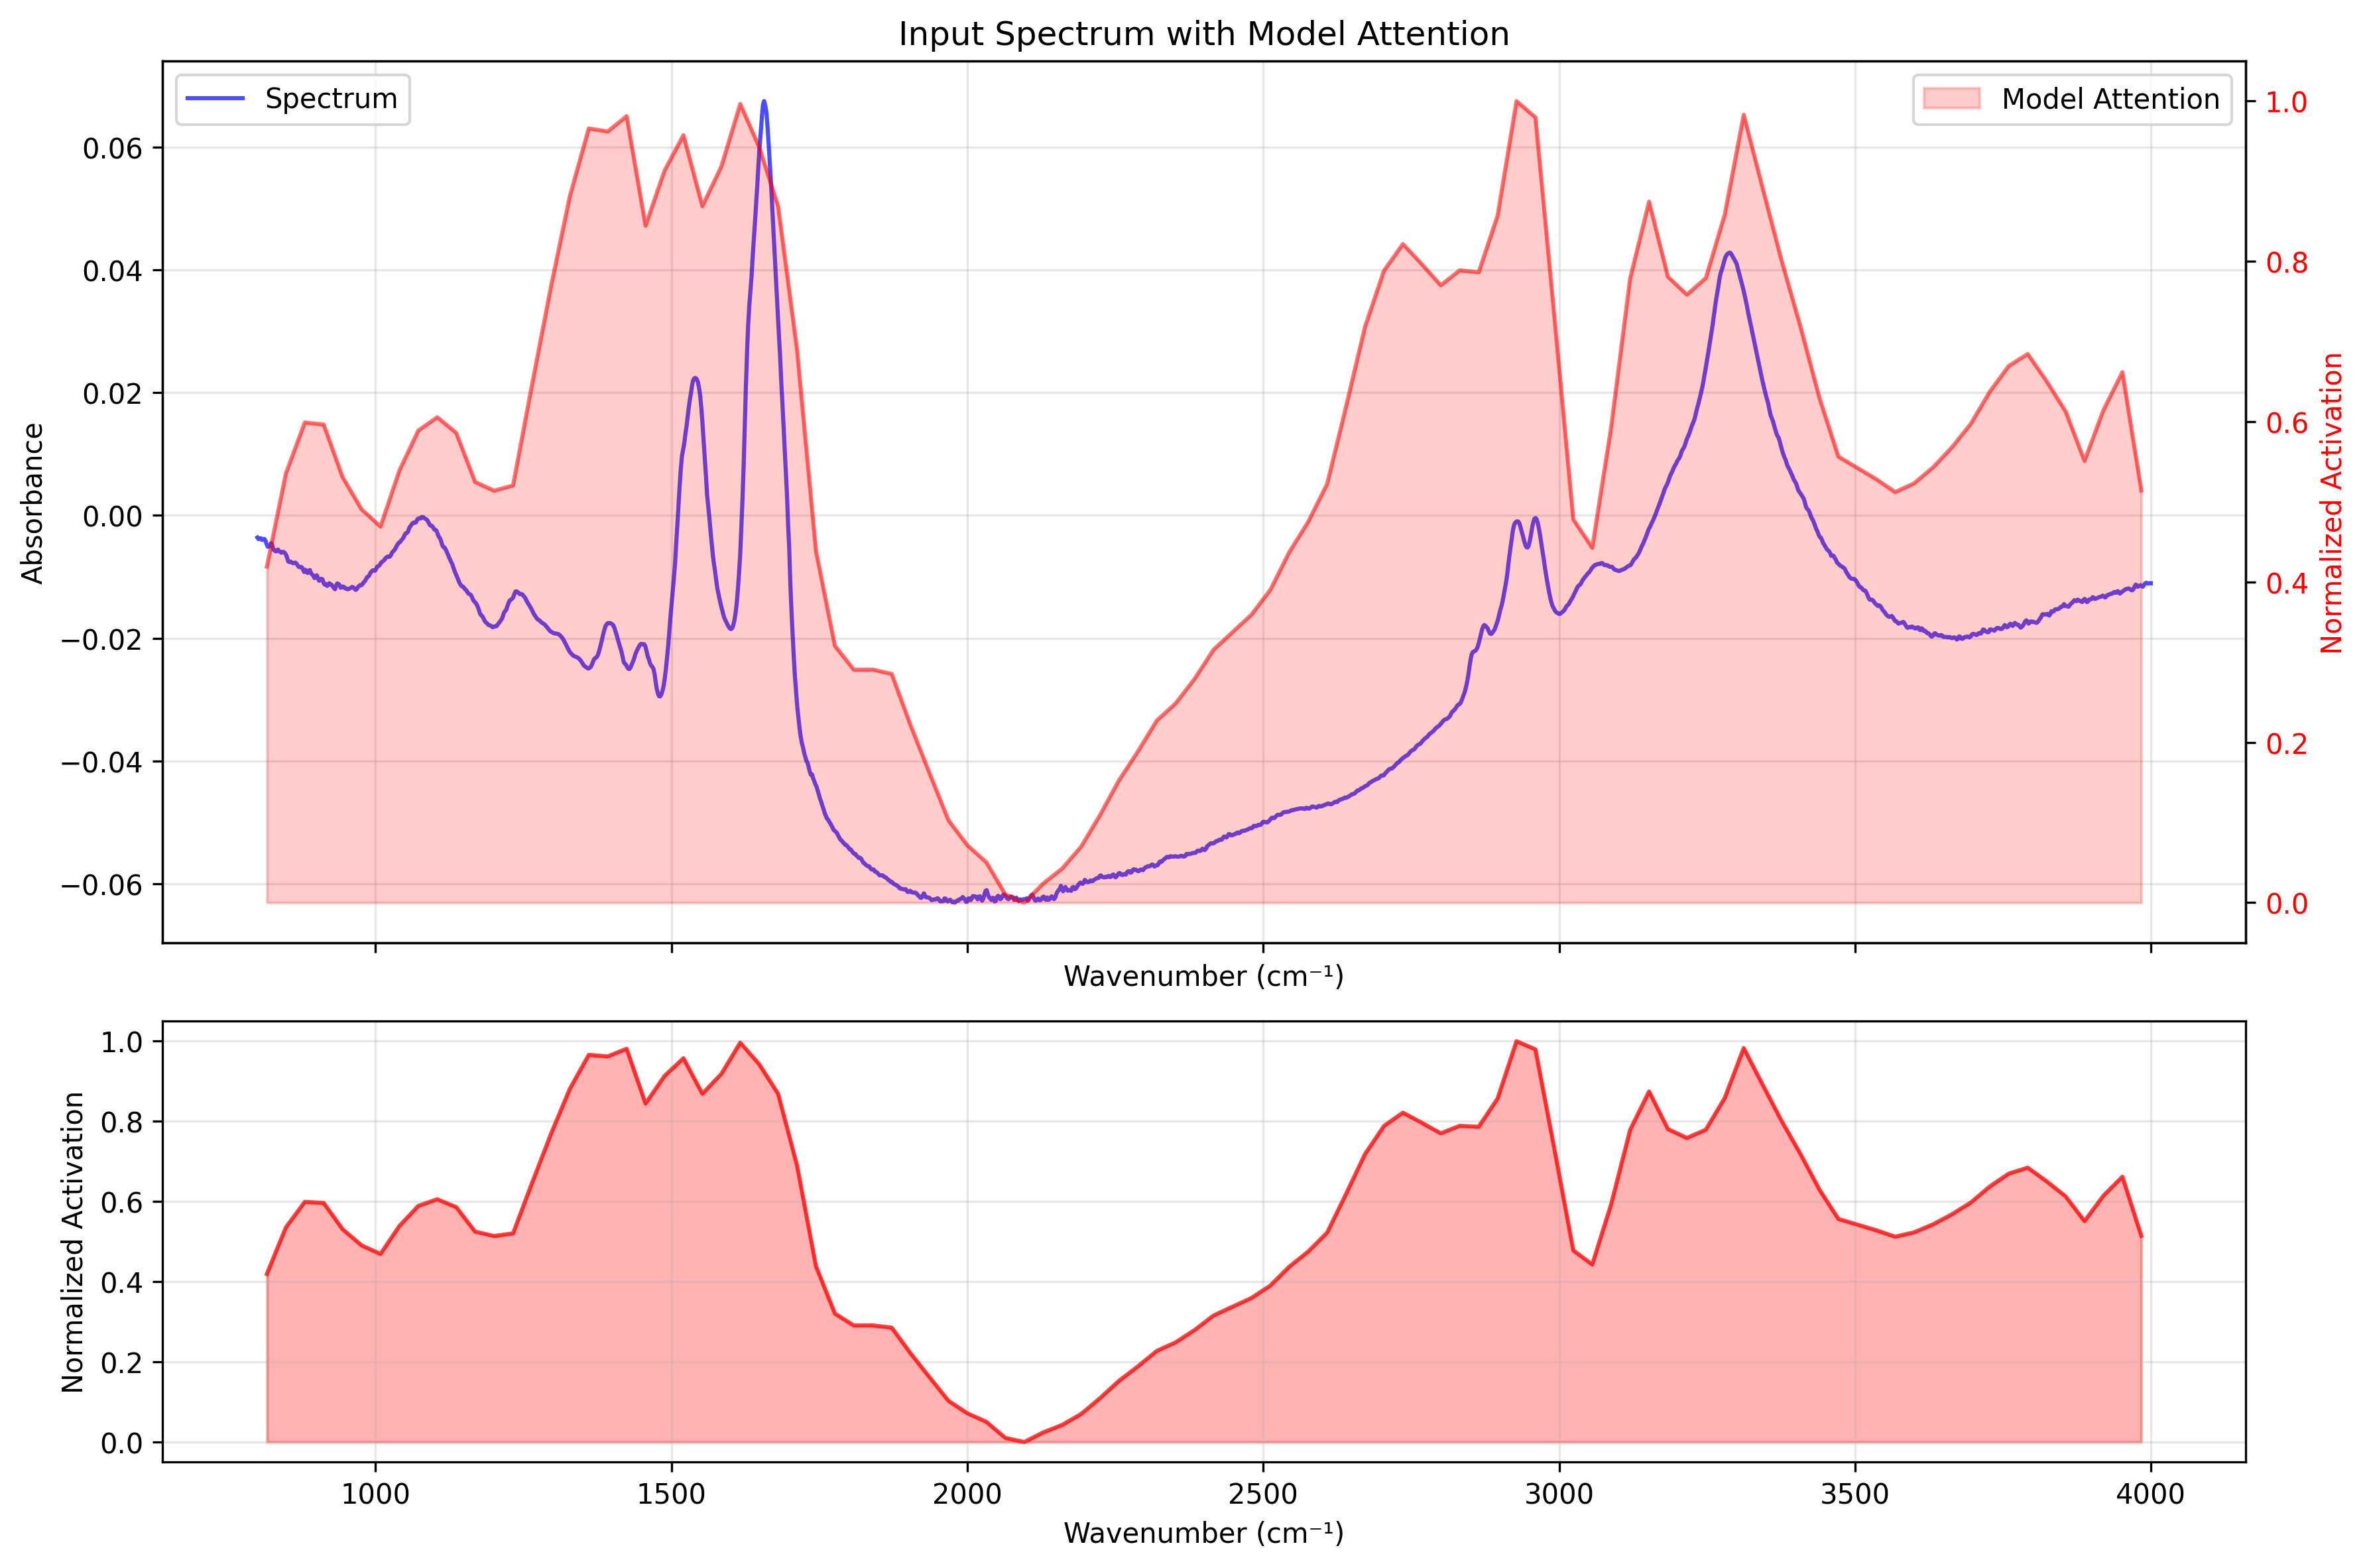 Input Spectrum with Model Attention
Spectrum
Model Attention
Absorbance
0.06
0.04
0.02
0.00
−0.02
−0.04
−0.06
Normalized Activation
1.0
0.8
0.6
0.4
0.2
0.0
Wavenumber (cm⁻¹)
Normalized Activation
1.0
0.8
0.6
0.4
0.2
0.0
1000 1500 2000 2500 3000 3500 4000
Wavenumber (cm⁻¹)